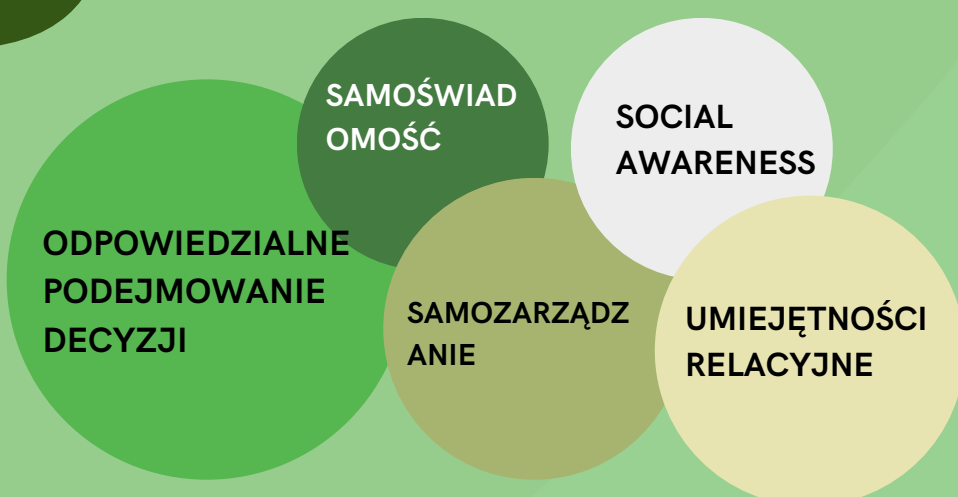 SAMOŚWIAD
OMOŚĆ
SOCIAL
AWARENESS
ODPOWIEDZIALNE
PODEJMOWANIE
DECYZJI
SAMOZARZĄDZ
ANIE
UMIEJĘTNOŚCI
RELACYJNE